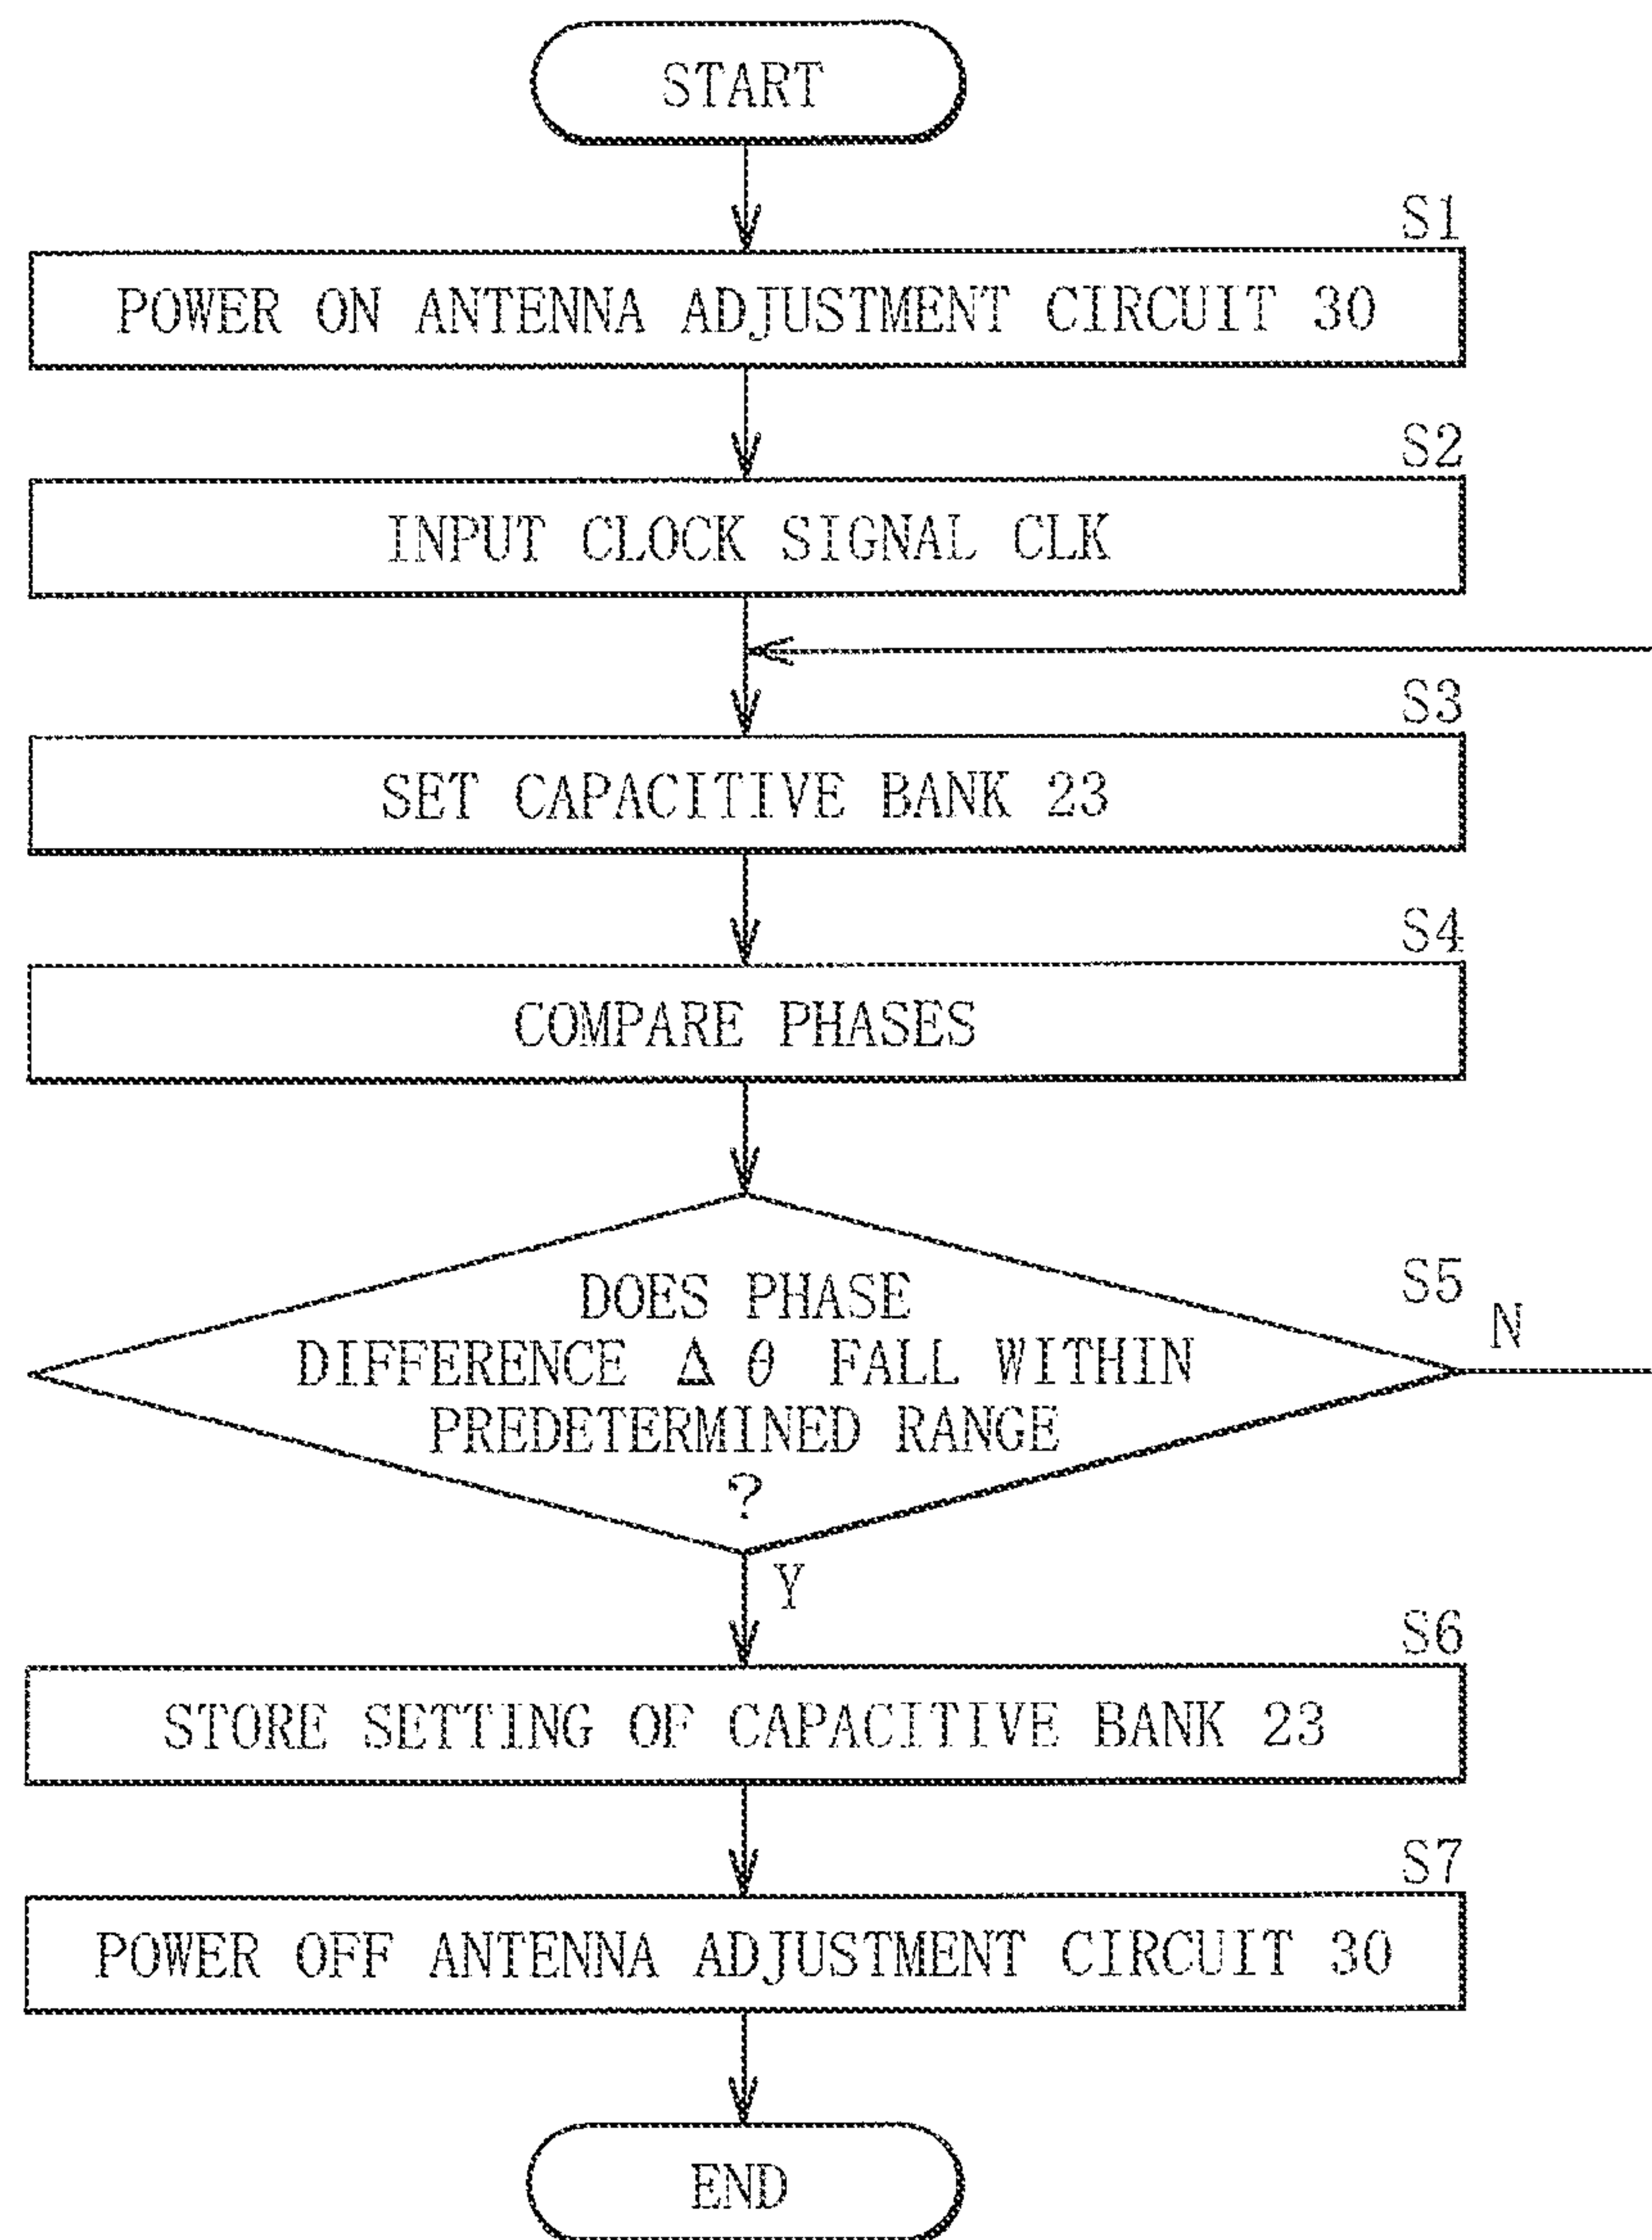 START
S1
POWER ON ANTENNA ADJUSTMENT CIRCUIT 30
S2
INPUT CLOCK SIGNAL CLK
S3
SET CAPACITIVE BANK 23
S4
COMPARE PHASES
S5
DOES PHASE
DIFFERENCE Δ θ FALL WITHIN
PREDETERMINED RANGE
?
N
Y
S6
STORE SETTING OF CAPACITIVE BANK 23
S7
POWER OFF ANTENNA ADJUSTMENT CIRCUIT 30
END